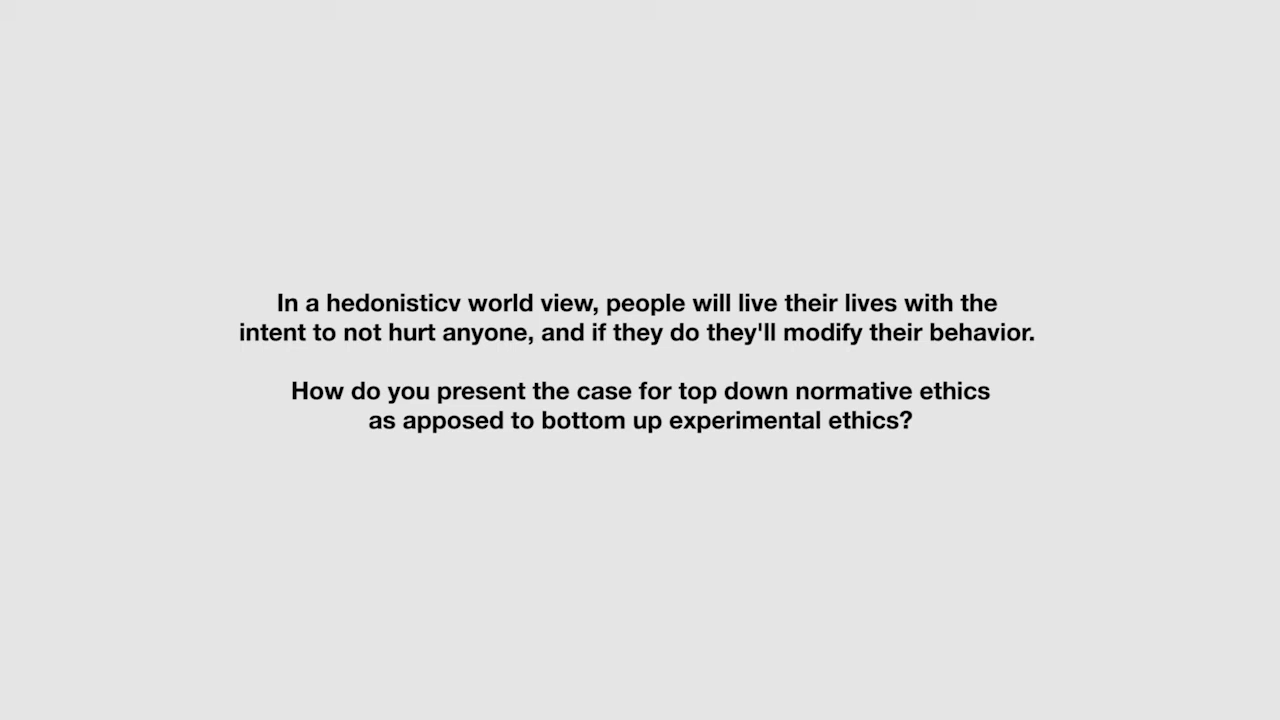 In a hedonisticv world view, people will live their lives with the
intent to not hurt anyone, and if they do they'll modify their behavior.
How do you present the case for top down normative ethics
as apposed to bottom up experimental ethics?